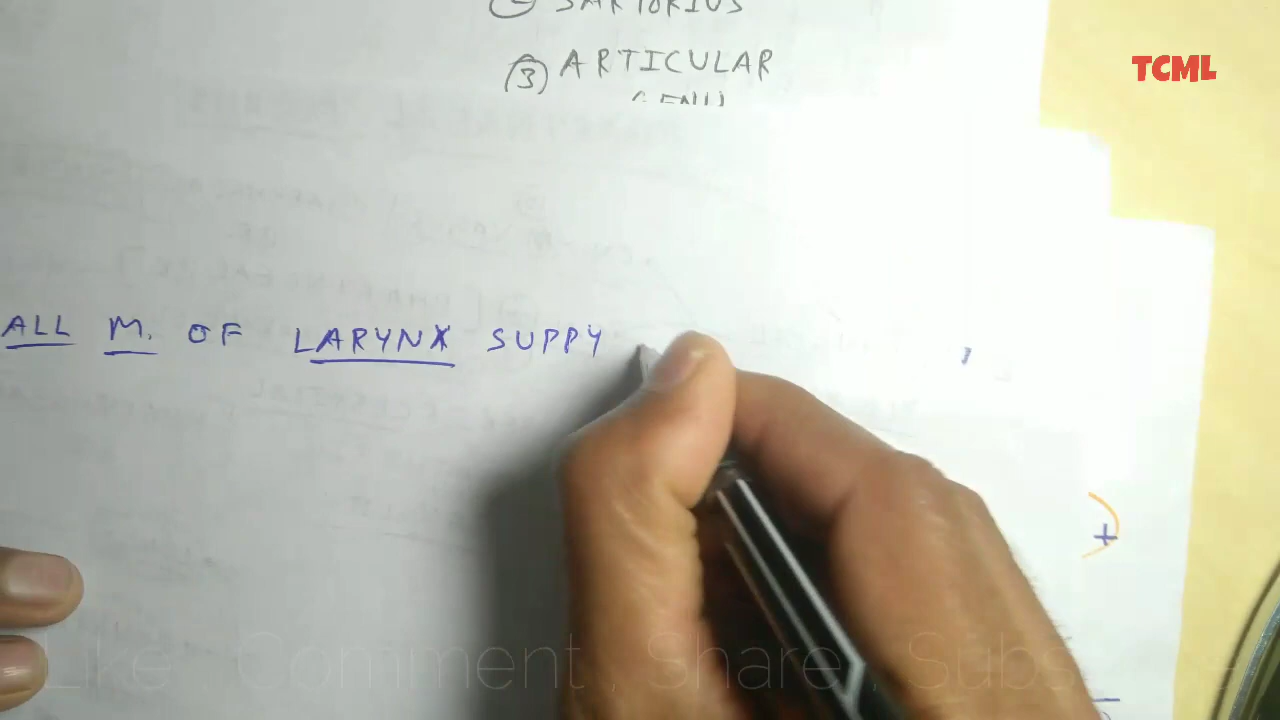 SARTORIUS
③ ARTICULAR
TCML
ALL M. OF LARYNX SUPPY
+
Like, Comment, Share, Subs